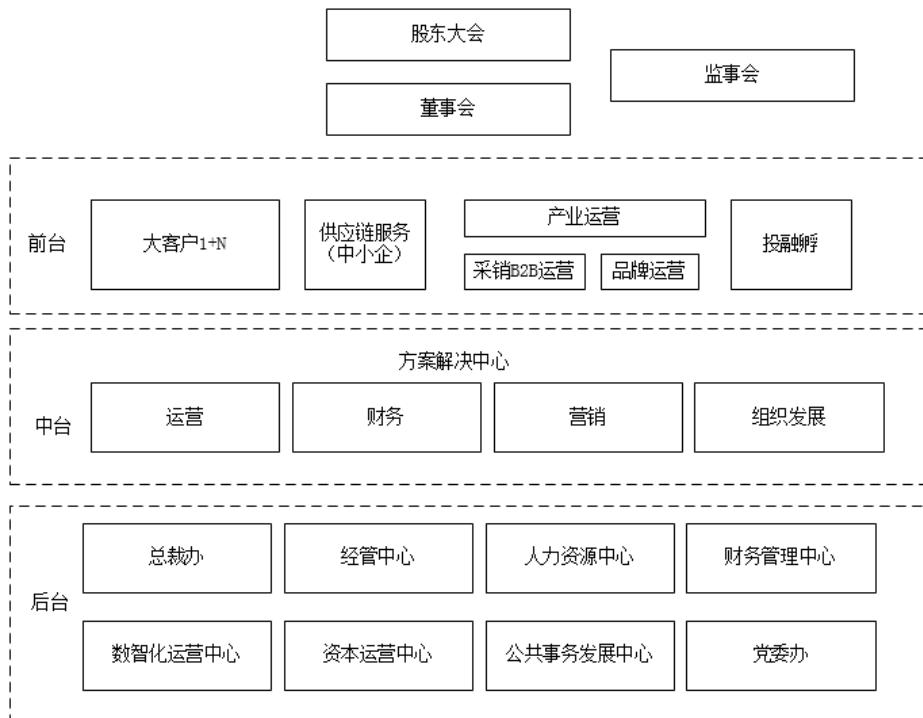 股东大会
监事会
董事会
前台
大客户1+N
供应链服务
（中小企）
产业运营
采销B2B运营
品牌运营
投融孵
方案解决中心
中台
运营
财务
营销
组织发展
后台
总裁办
经管中心
人力资源中心
财务管理中心
数智化运营中心
资本运营中心
公共事务发展中心
党委办